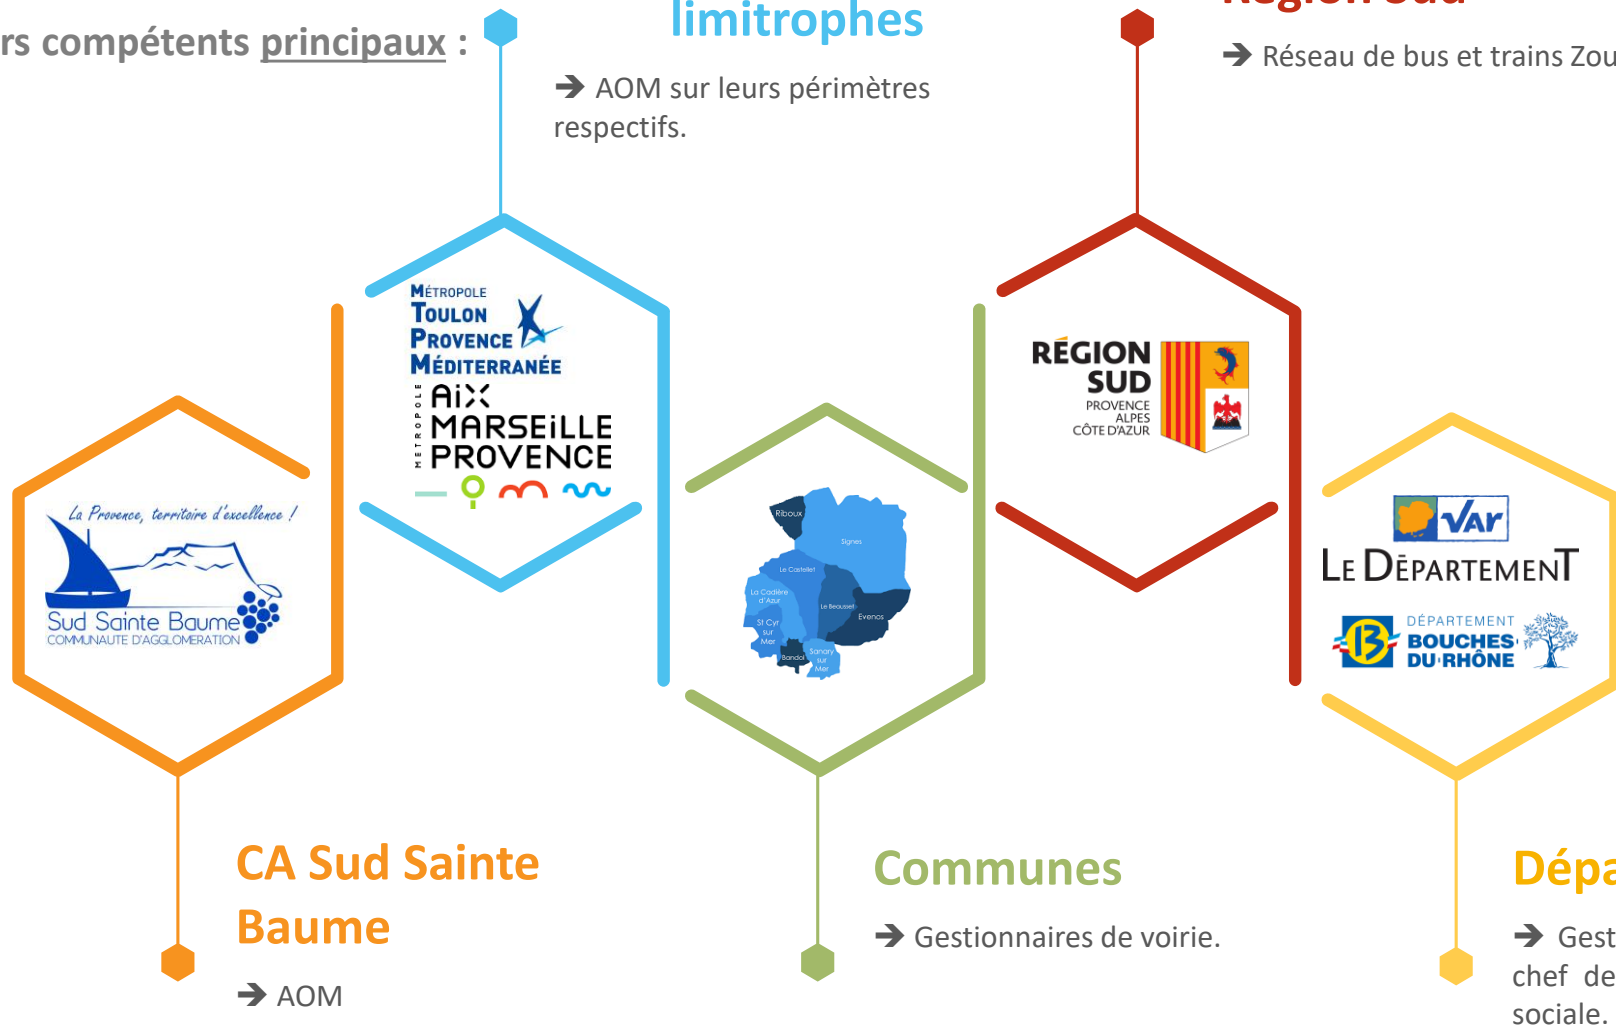 rs compétents principaux :
limitrophes
➔ AOM sur leurs périmètres
respectifs.
Région Sud
➔ Réseau de bus et trains Zou
MÉTROPOLE
TOULON
PROVENCE
MÉDITERRANÉE
METROPOLE
AiX
MARSEiLLE
PROVENCE
RÉGION
SUD
PROVENCE
ALPES
CÔTE D'AZUR
La Provence, territoire d'excellence !
Sud Sainte Baume
COMMUNAUTE D'AGGLOMERATION
Riboux
Signes
Le Castellet
La Cadière
d'Azur
Le Beausset
Evenos
St Cyr
sur
Mer
Bandol
Sanary
sur
Mer
VAr
LE DÉPARTEMENT
13
DÉPARTEMENT
BOUCHES
DU RHÔNE
CA Sud Sainte
Baume
➔ AOM
Communes
➔ Gestionnaires de voirie.
Dépa
➔ Gest
chef de
sociale.